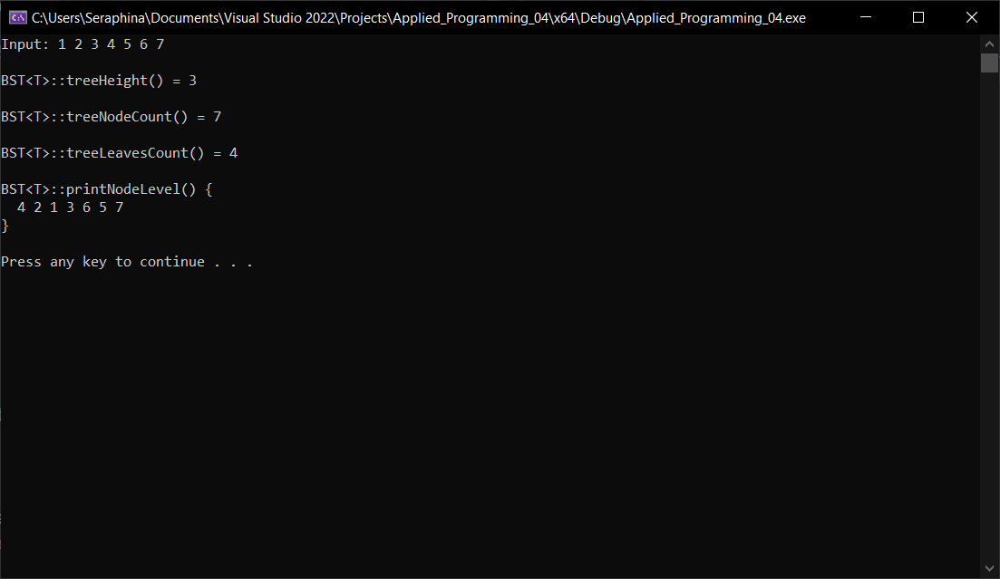 C:\Users\Seraphina\Documents\Visual Studio 2022\Projects\Applied_Programming_04\x64\Debug\Applied_Programming_04.exe
Input: 1 2 3 4 5 6 7
BST<T>::treeHeight() = 3
BST<T>::treeNodeCount() = 7
BST<T>::treeLeavesCount() = 4
BST<T>::printNodeLevel() {
  4 2 1 3 6 5 7
}
Press any key to continue . . .